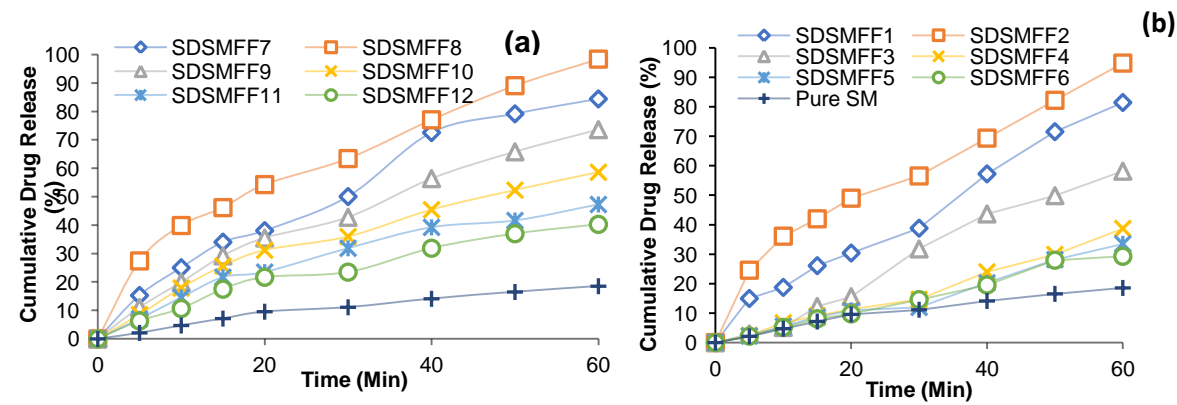 (a)
SDSMFF7 SDSMFF8
SDSMFF9 SDSMFF10
SDSMFF11 SDSMFF12
Cumulative Drug Release
(%)
100
90
80
70
60
50
40
30
20
10
0
0 20 40 60
Time (Min)
(b)
SDSMFF1 SDSMFF2
SDSMFF3 SDSMFF4
SDSMFF5 SDSMFF6
Pure SM
Cumulative Drug Release (%)
100
90
80
70
60
50
40
30
20
10
0
0 20 40 60
Time (Min)